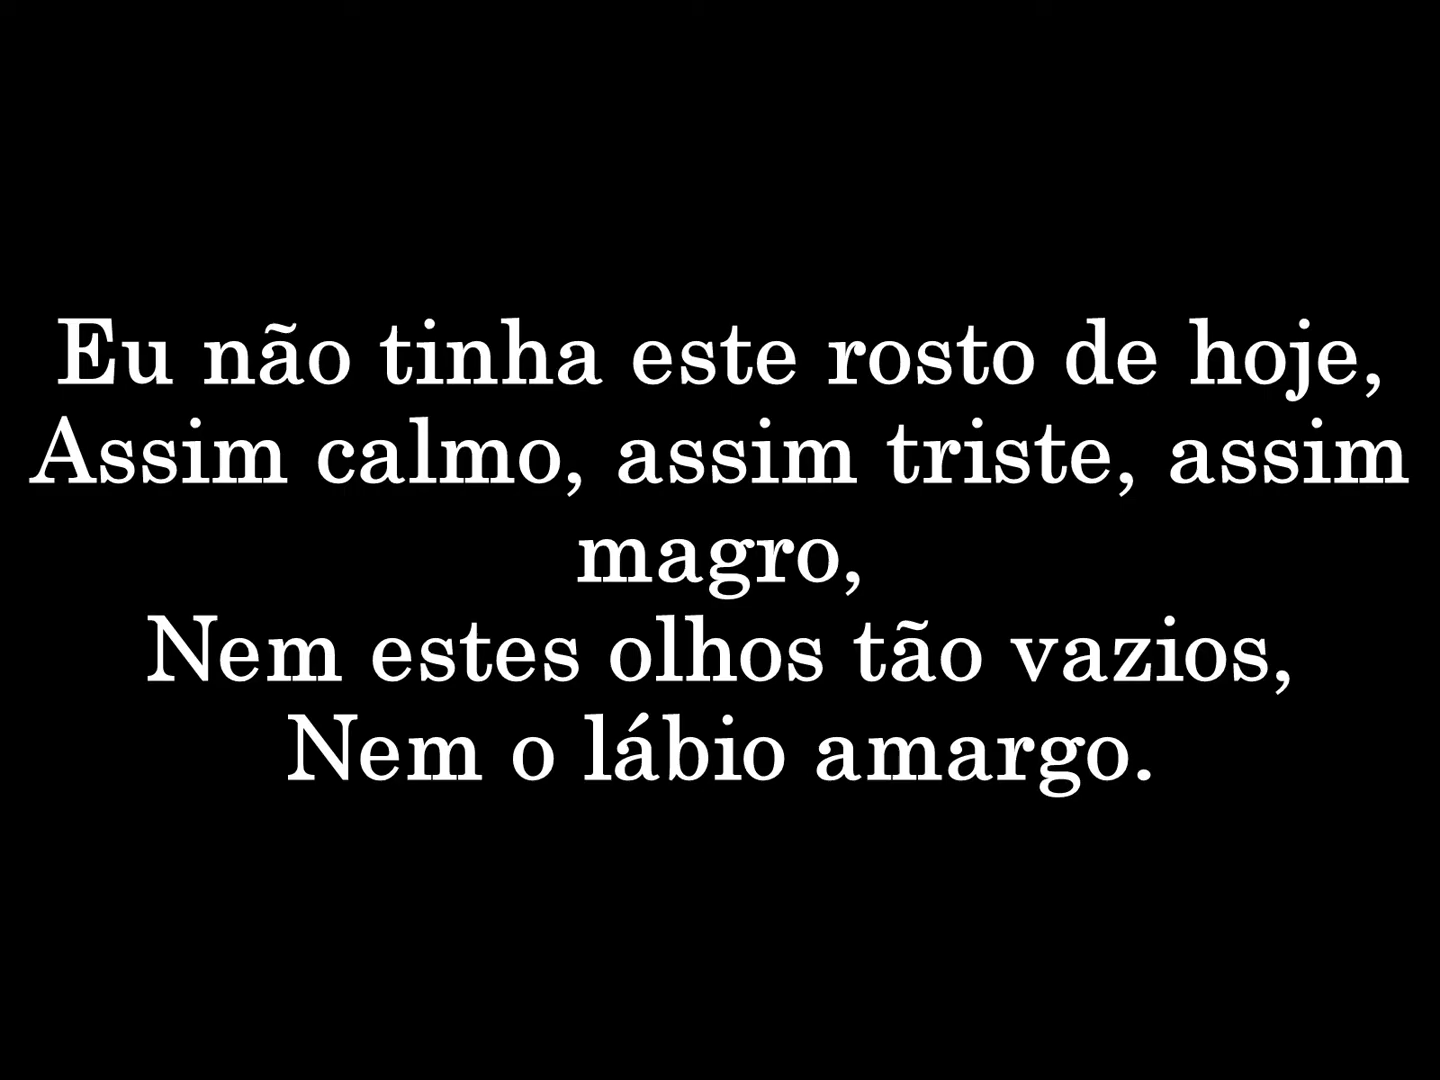 Eu não tinha este rosto de hoje,
Assim calmo, assim triste, assim
magro,
Nem estes olhos tão vazios,
Nem o lábio amargo.